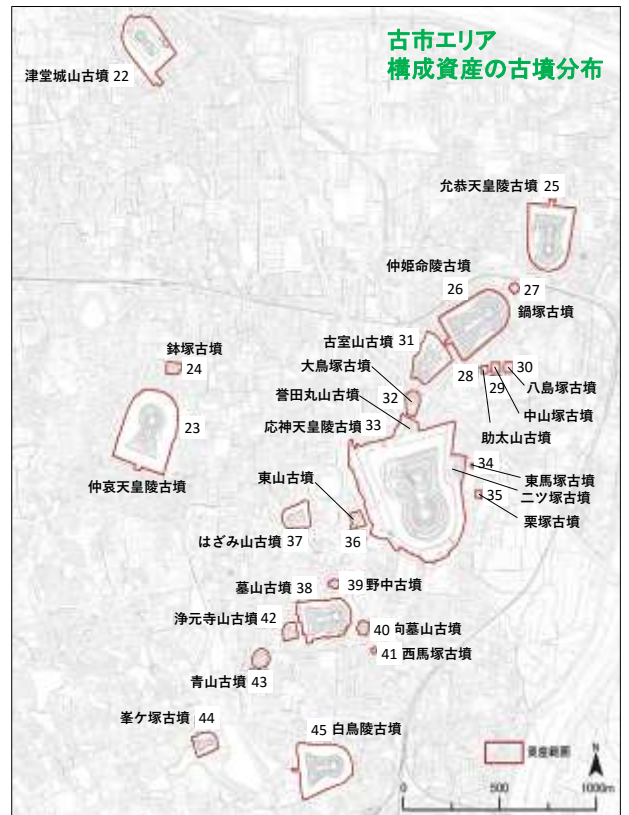 古市エリア
構成資産の古墳分布
津堂城山古墳 22
允恭天皇陵古墳 25
仲姫命陵古墳
26
27
鍋塚古墳
古室山古墳 31
鉢塚古墳
24
大鳥塚古墳
32
28
29
30
八島塚古墳
中山塚古墳
助太山古墳
誉田丸山古墳
応神天皇陵古墳 33
23
仲哀天皇陵古墳
34
東馬塚古墳
二ツ塚古墳
35
栗塚古墳
東山古墳
36
はざみ山古墳 37
墓山古墳 38
39 野中古墳
浄元寺山古墳 42
40 向墓山古墳
41 西馬塚古墳
青山古墳 43
峯ケ塚古墳 44
45 白鳥陵古墳
資産範囲
N
0 500 1000m